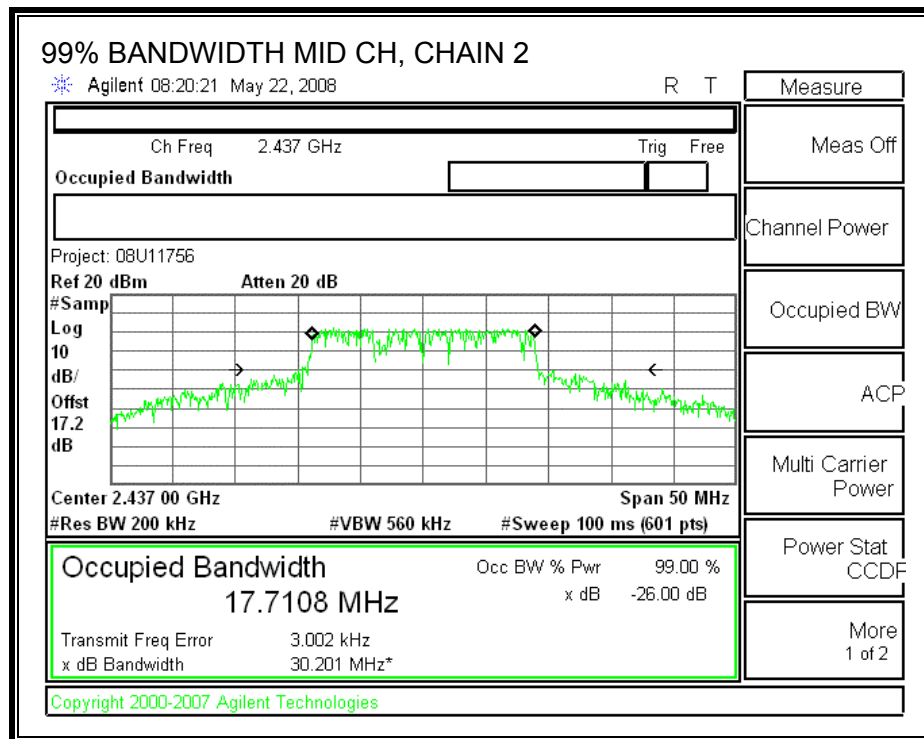 99% BANDWIDTH MID CH, CHAIN 2
Agilent 08:20:21 May 22, 2008 R T
Measure
Ch Freq 2.437 GHz Trig Free
Meas Off
Occupied Bandwidth
Channel Power
Project: 08U11756
Ref 20 dBm Atten 20 dB
#Samp
Log
10
dB/
Offst
17.2
dB
Occupied BW
ACP
Center 2.437 00 GHz Span 50 MHz
#Res BW 200 kHz #VBW 560 kHz #Sweep 100 ms (601 pts)
Multi Carrier
Power
Occupied Bandwidth Occ BW % Pwr 99.00 %
17.7108 MHz x dB -26.00 dB
Transmit Freq Error 3.002 kHz
x dB Bandwidth 30.201 MHz*
Power Stat
CCDF
More
1 of 2
Copyright 2000-2007 Agilent Technologies